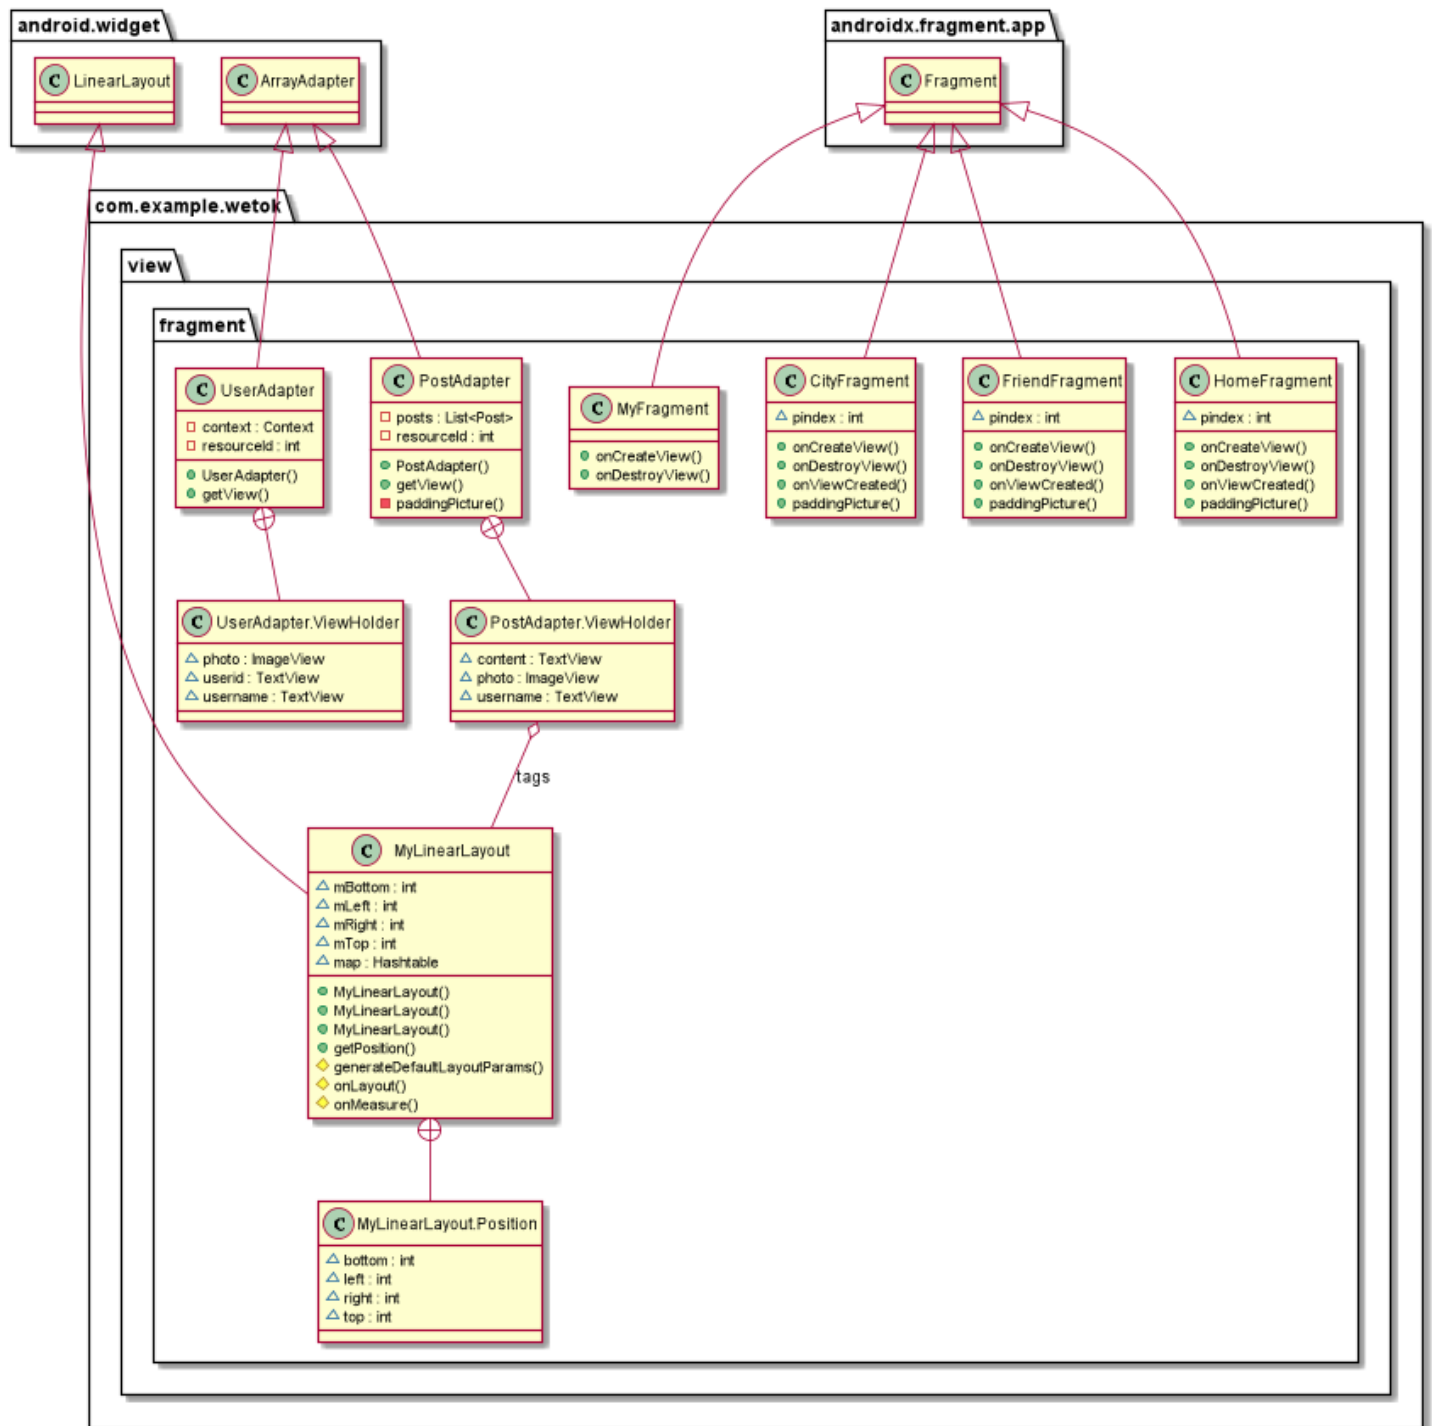 android.widget
C LinearLayout
C ArrayAdapter
androidx.fragment.app
C Fragment
com.example.wetok
view
fragment
C UserAdapter
context : Context
resourceId : int
UserAdapter()
getView()
C PostAdapter
posts : List<Post>
resourceId : int
PostAdapter()
getView()
paddingPicture()
C MyFragment
onCreateView()
onDestroyView()
C CityFragment
pindex : int
onCreateView()
onDestroyView()
onViewCreated()
paddingPicture()
C FriendFragment
pindex : int
onCreateView()
onDestroyView()
onViewCreated()
paddingPicture()
C HomeFragment
pindex : int
onCreateView()
onDestroyView()
onViewCreated()
paddingPicture()
C UserAdapter.ViewHolder
photo : ImageView
userid : TextView
username : TextView
C PostAdapter.ViewHolder
content : TextView
photo : ImageView
username : TextView
tags
C MyLinearLayout
mBottom : int
mLeft : int
mRight : int
mTop : int
map : Hashtable
MyLinearLayout()
MyLinearLayout()
MyLinearLayout()
getPosition()
generateDefaultLayoutParams()
onLayout()
onMeasure()
C MyLinearLayout.Position
bottom : int
left : int
right : int
top : int